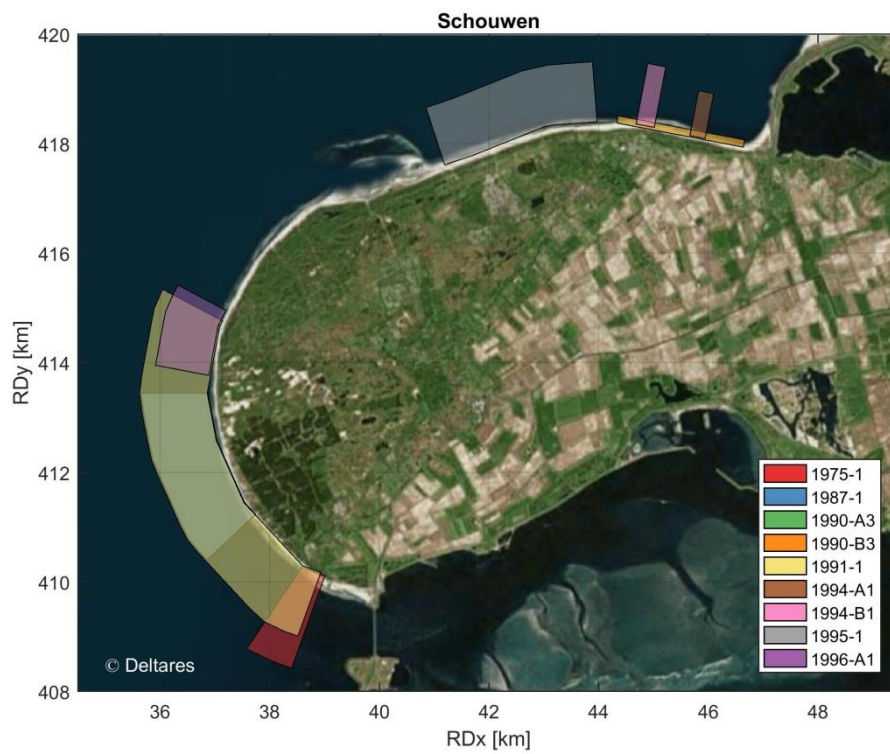 Schouwen
420
418
416
414
412
410
408
RDy [km]
36
38
40
42
44
46
48
RDx [km]
© Deltares
1975-1
1987-1
1990-A3
1990-B3
1991-1
1994-A1
1994-B1
1995-1
1996-A1